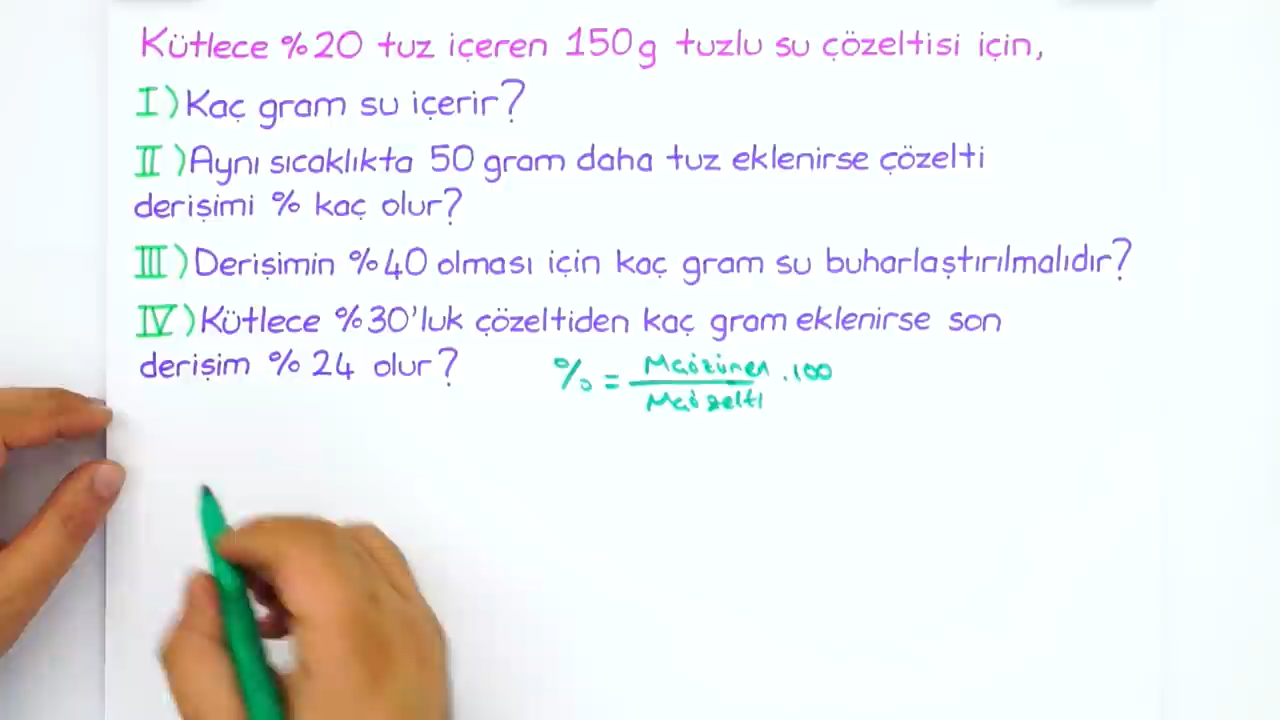 Kütlece %20 tuz içeren 150g tuzlu su çözeltisi için,
I) Kaç gram su içerir?
II) Aynı sıcaklıkta 50 gram daha tuz eklenirse çözelti
derişimi % kaç olur?
III) Derişimin %40 olması için kaç gram su buharlaştırılmalıdır?
IV) Kütlece %30'luk çözeltiden kaç gram eklenirse son
derişim % 24 olur?
% = Mçözünen .100
Mçözelti